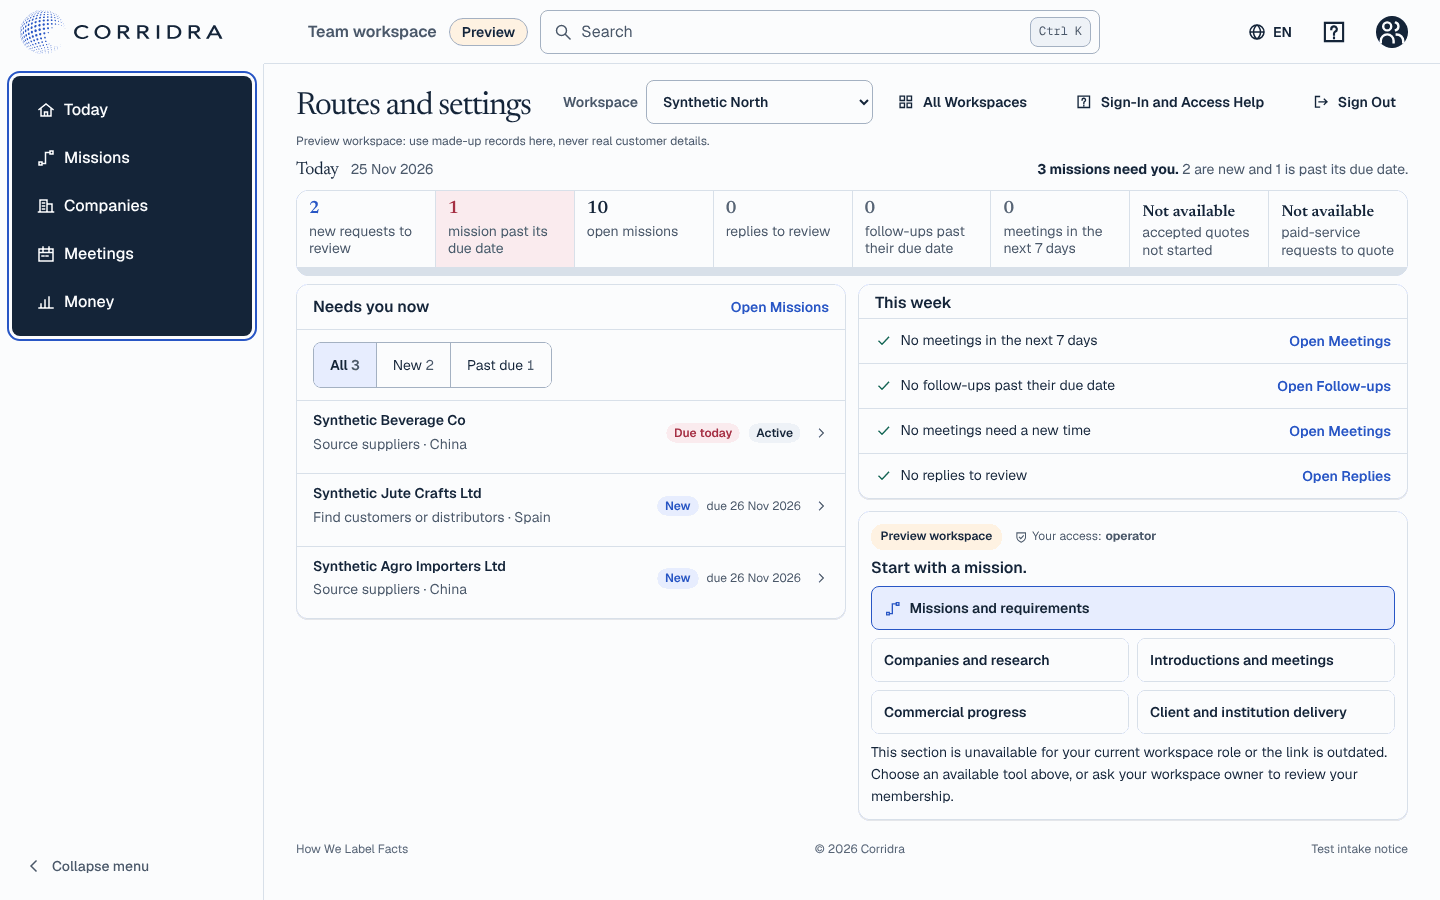 CORRIDRA
Team workspace
Preview
Search
Ctrl K
EN
Today
Missions
Companies
Meetings
Money
Collapse menu
Routes and settings
Workspace
Synthetic North
All Workspaces
Sign-In and Access Help
Sign Out
Preview workspace: use made-up records here, never real customer details.
Today 25 Nov 2026
3 missions need you. 2 are new and 1 is past its due date.
2
new requests to
review
1
mission past its
due date
10
open missions
0
replies to review
0
follow-ups past
their due date
0
meetings in the
next 7 days
Not available
accepted quotes
not started
Not available
paid-service
requests to quote
Needs you now
Open Missions
All 3
New 2
Past due 1
Synthetic Beverage Co
Source suppliers · China
Due today
Active
Synthetic Jute Crafts Ltd
Find customers or distributors · Spain
New
due 26 Nov 2026
Synthetic Agro Importers Ltd
Source suppliers · China
New
due 26 Nov 2026
This week
No meetings in the next 7 days
Open Meetings
No follow-ups past their due date
Open Follow-ups
No meetings need a new time
Open Meetings
No replies to review
Open Replies
Preview workspace
Your access: operator
Start with a mission.
Missions and requirements
Companies and research
Introductions and meetings
Commercial progress
Client and institution delivery
This section is unavailable for your current workspace role or the link is outdated.
Choose an available tool above, or ask your workspace owner to review your
membership.
How We Label Facts
© 2026 Corridra
Test intake notice